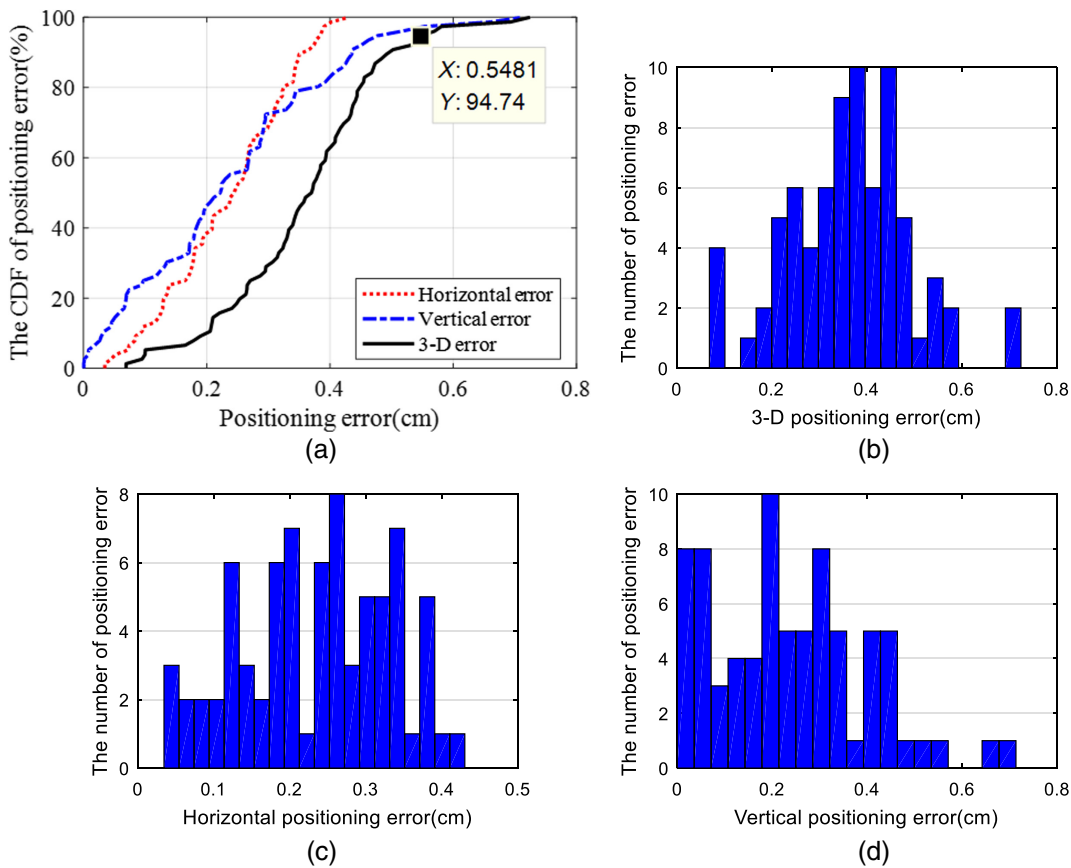 The CDF of positioning error(%)
100
80
60
40
20
0
X: 0.5481
Y: 94.74
Horizontal error
Vertical error
3-D error
0 0.2 0.4 0.6 0.8
Positioning error(cm)
(a)
The number of positioning error
10
8
6
4
2
0
0 0.2 0.4 0.6 0.8
3-D positioning error(cm)
(b)
The number of positioning error
8
6
4
2
0
0 0.1 0.2 0.3 0.4 0.5
Horizontal positioning error(cm)
(c)
The number of positioning error
10
8
6
4
2
0
0 0.2 0.4 0.6 0.8
Vertical positioning error(cm)
(d)